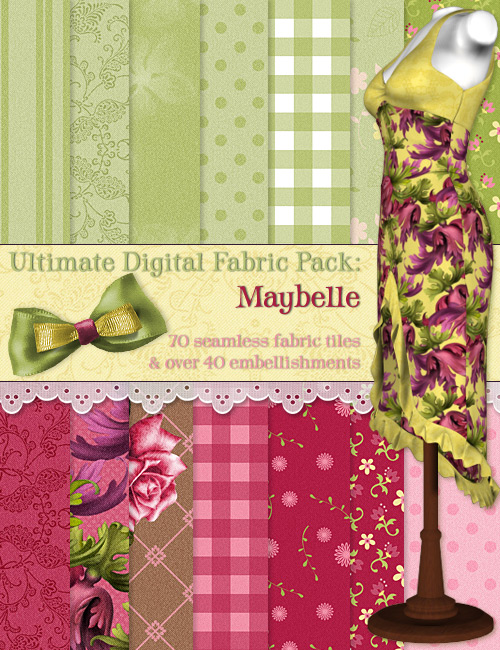 Ultimate Digital Fabric Pack:
Maybelle
70 seamless fabric tiles
& over 40 embellishments